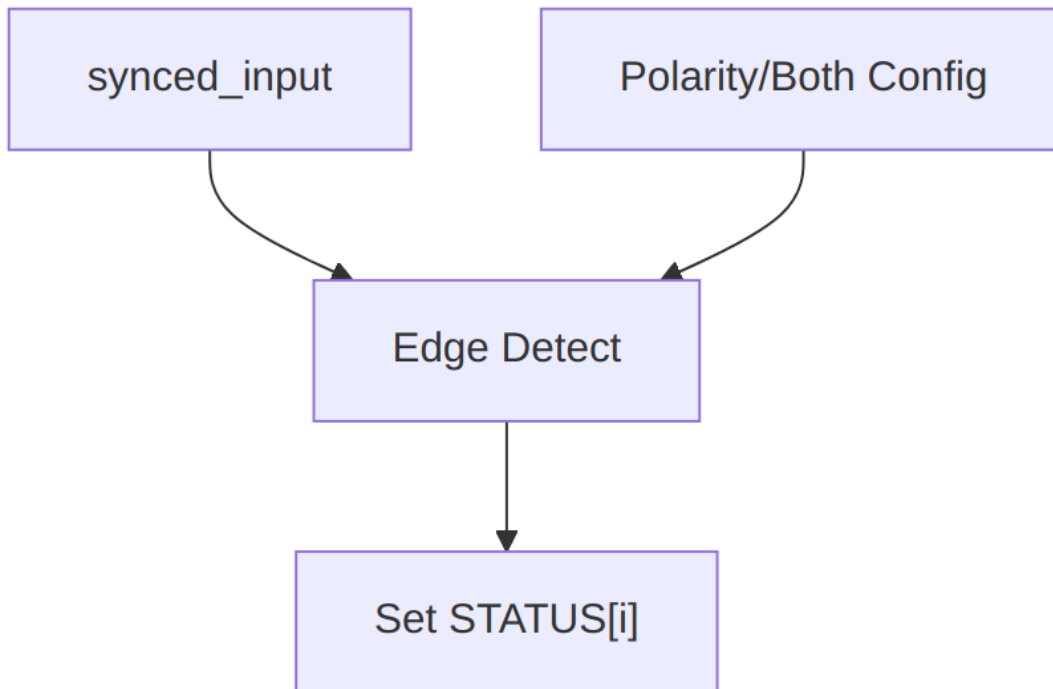 synced_input
Polarity/Both Config
Edge Detect
Set STATUS[i]